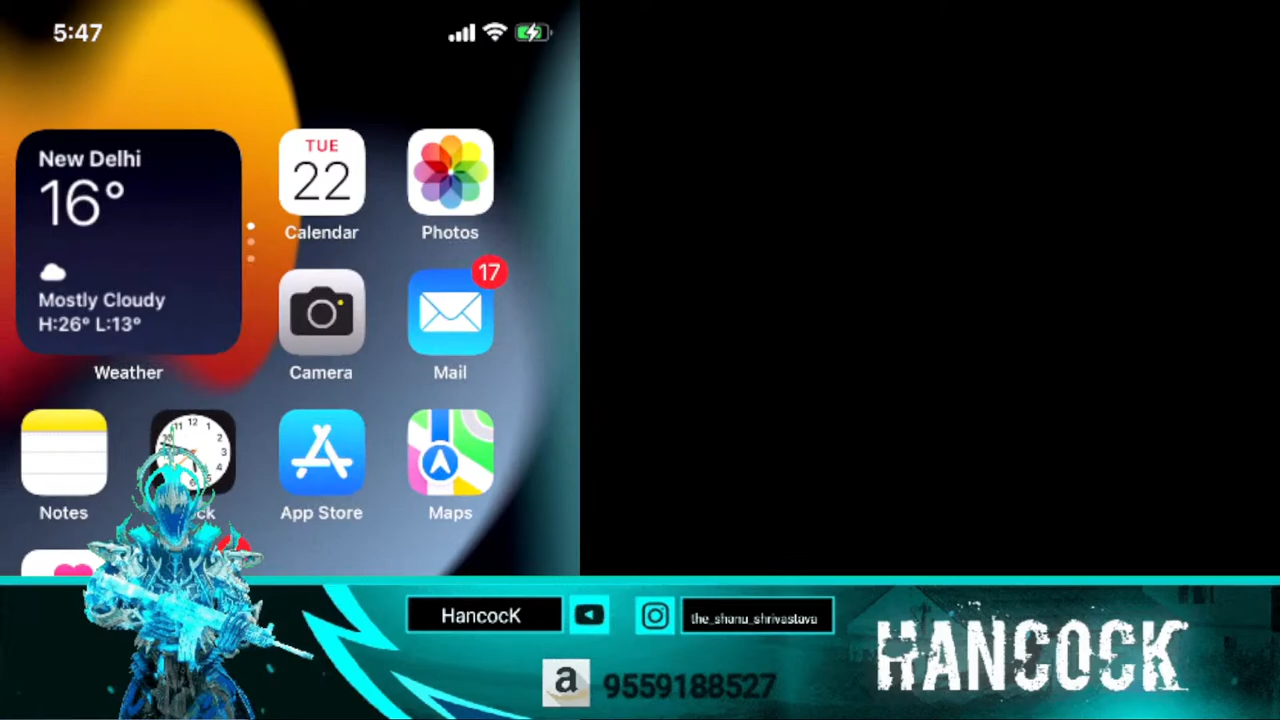 5:47
New Delhi
16°
Mostly Cloudy
H:26° L:13°
Weather
TUE
22
Calendar
Photos
Camera
17
Mail
Notes
ck
App Store
Maps
HancocK
the_shanu_shrivastava
a 9559188527
HANCOCK